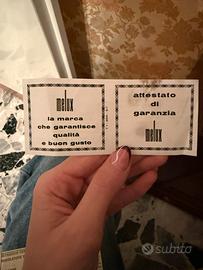 melux
la marca
che garantisce
qualità
e buon gusto
attestato
di
garanzia
melux
subito